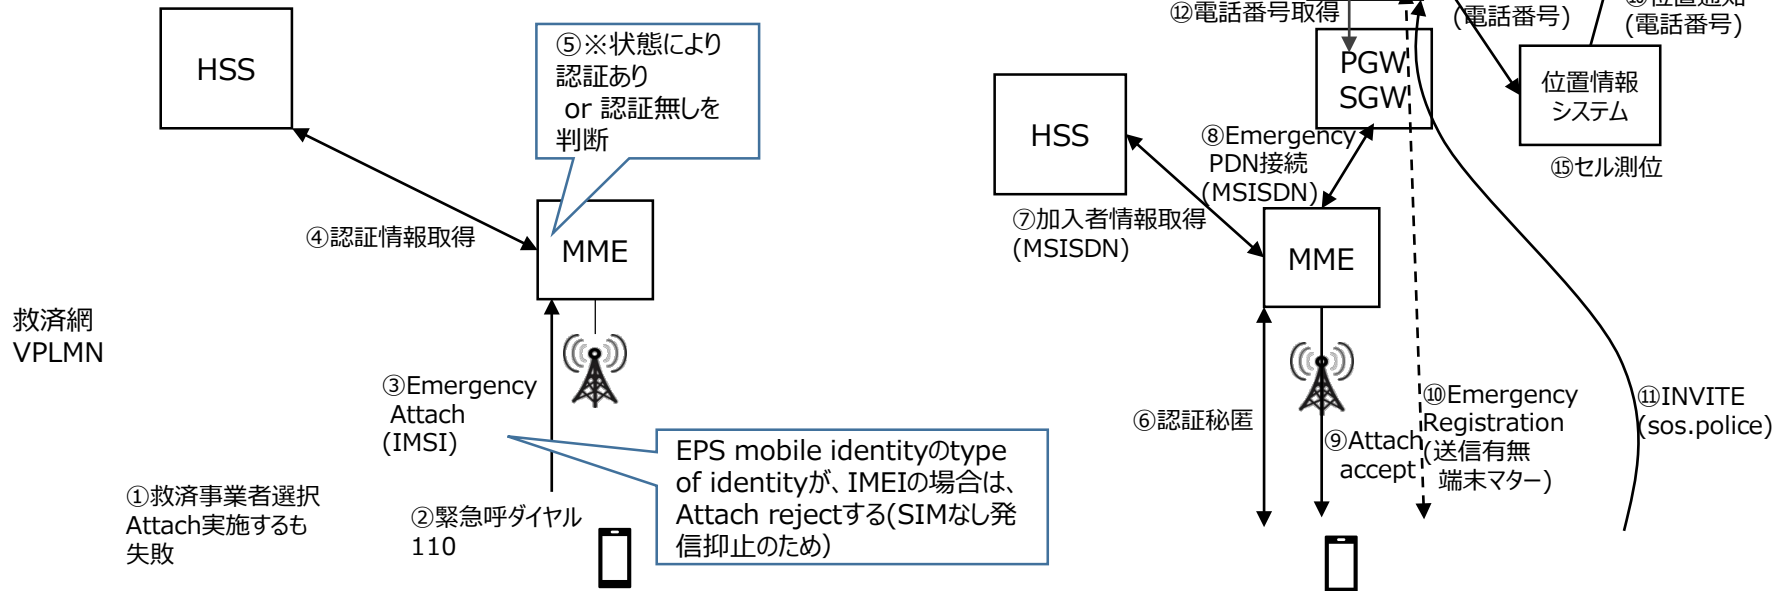 HSS
⑤※状態により
認証あり
or 認証無しを
判断
④認証情報取得
MME
救済網
VPLMN
③Emergency
Attach
(IMSI)
①救済事業者選択
Attach実施するも
失敗
②緊急呼ダイヤル
110
EPS mobile identityのtype
of identityが、IMEIの場合は、
Attach rejectする(SIMなし発
信抑止のため)
⑫電話番号取得
(電話番号)
位置通知
(電話番号)
PGW
SGW
位置情報
システム
⑮セル測位
HSS
⑧Emergency
PDN接続
(MSISDN)
⑦加入者情報取得
(MSISDN)
MME
⑥認証秘匿
⑨Attach
accept
⑩Emergency
Registration
(送信有無
端末マター)
⑪INVITE
(sos.police)